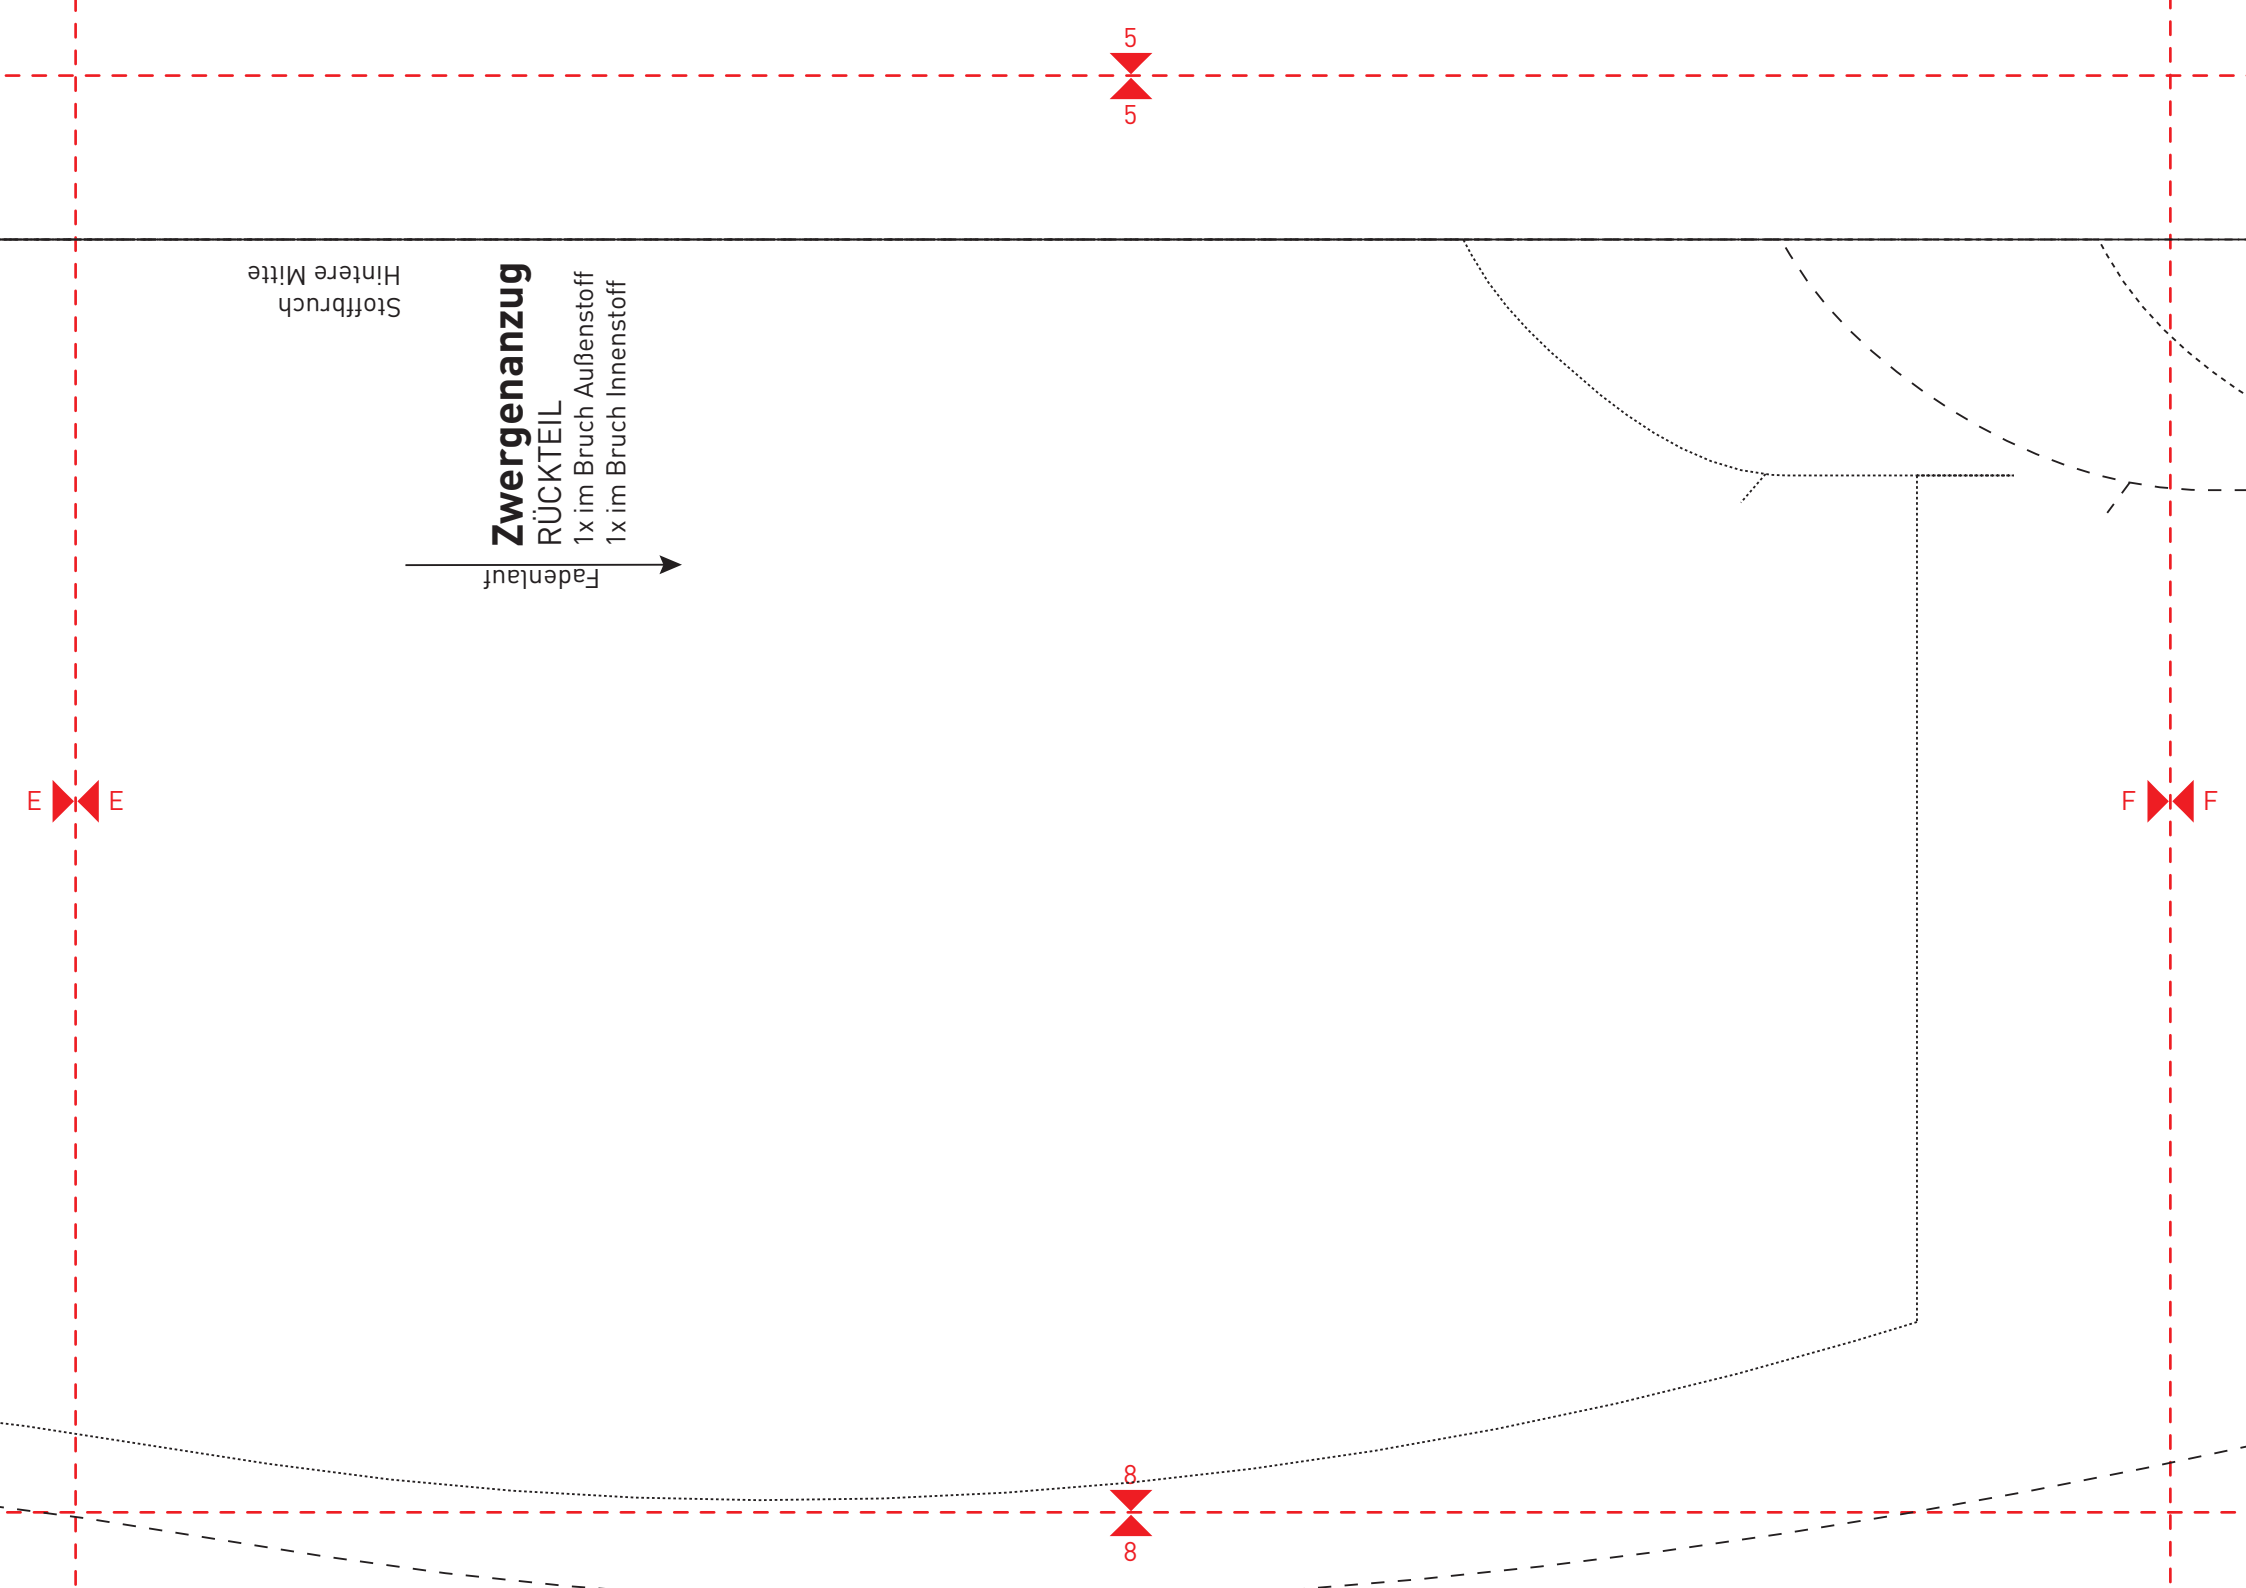 5
5
Hintere Mitte
Stoffbruch
Zwergenanzug
RÜCKTEIL
1x im Bruch Außenstoff
1x im Bruch Innenstoff
Fadenlauf
E E
F F
8
8